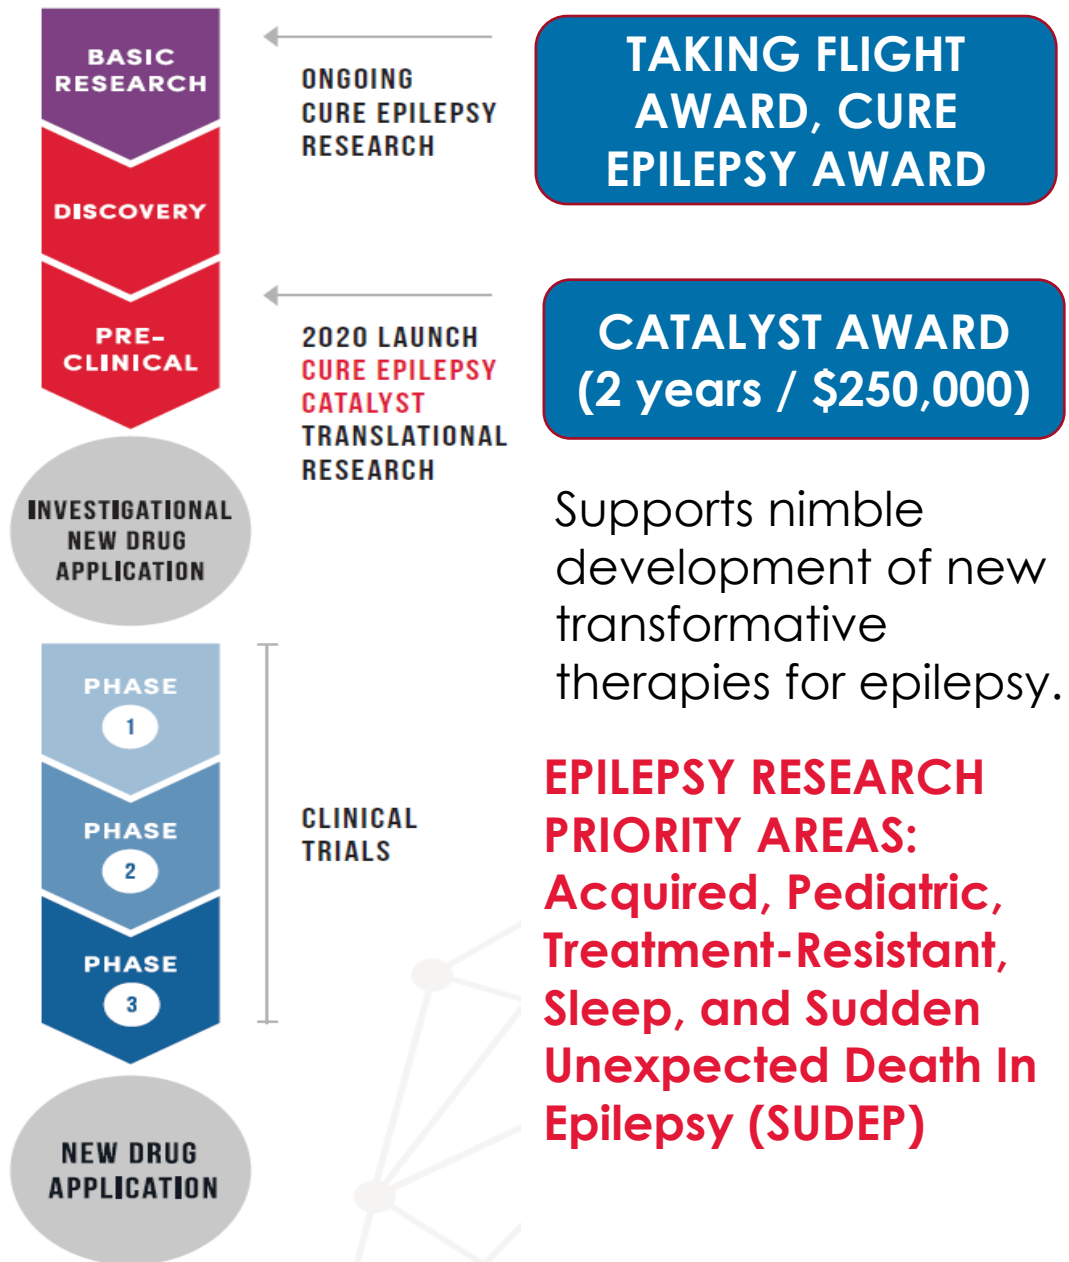 BASIC
RESEARCH
ONGOING
CURE EPILEPSY
RESEARCH
TAKING FLIGHT
AWARD, CURE
EPILEPSY AWARD
DISCOVERY
PRE-
CLINICAL
2020 LAUNCH
CURE EPILEPSY
CATALYST
TRANSLATIONAL
RESEARCH
CATALYST AWARD
(2 years / $250,000)
INVESTIGATIONAL
NEW DRUG
APPLICATION
Supports nimble
development of new
transformative
therapies for epilepsy.
PHASE
1
PHASE
2
PHASE
3
CLINICAL
TRIALS
EPILEPSY RESEARCH
PRIORITY AREAS:
Acquired, Pediatric,
Treatment-Resistant,
Sleep, and Sudden
Unexpected Death In
Epilepsy (SUDEP)
NEW DRUG
APPLICATION